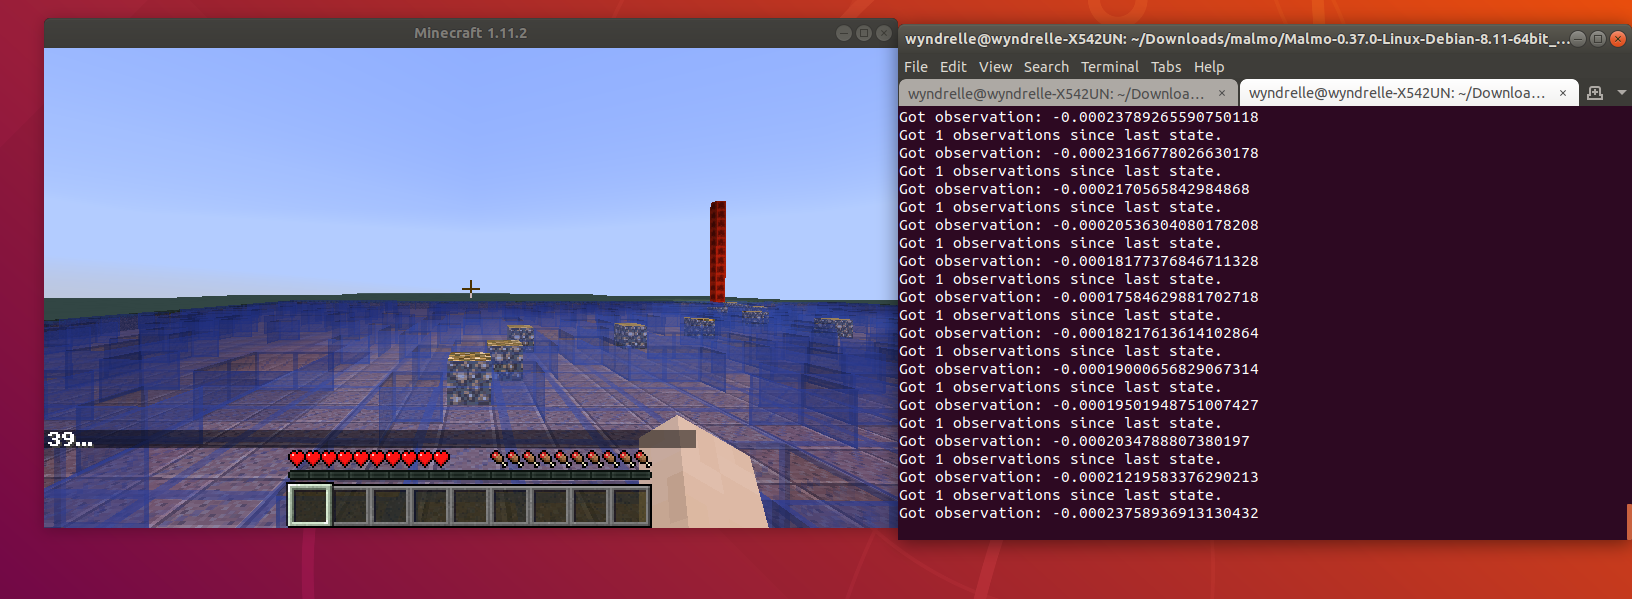 Minecraft 1.11.2
39...
wyndrelle@wyndrelle-X542UN: ~/Downloads/malmo/Malmo-0.37.0-Linux-Debian-8.11-64bit_...
File Edit View Search Terminal Tabs Help
wyndrelle@wyndrelle-X542UN: ~/Downloa... × wyndrelle@wyndrelle-X542UN: ~/Downloa... ×
Got observation: -0.00023789265590750118
Got 1 observations since last state.
Got observation: -0.00023166778026630178
Got 1 observations since last state.
Got observation: -0.0002170565842984868
Got 1 observations since last state.
Got observation: -0.00020536304080178208
Got 1 observations since last state.
Got observation: -0.00018177376846711328
Got 1 observations since last state.
Got observation: -0.00017584629881702718
Got 1 observations since last state.
Got observation: -0.00018217613614102864
Got 1 observations since last state.
Got observation: -0.00019000656829067314
Got 1 observations since last state.
Got observation: -0.00019501948751007427
Got 1 observations since last state.
Got observation: -0.0002034788807380197
Got 1 observations since last state.
Got observation: -0.00021219583376290213
Got 1 observations since last state.
Got observation: -0.00023758936913130432